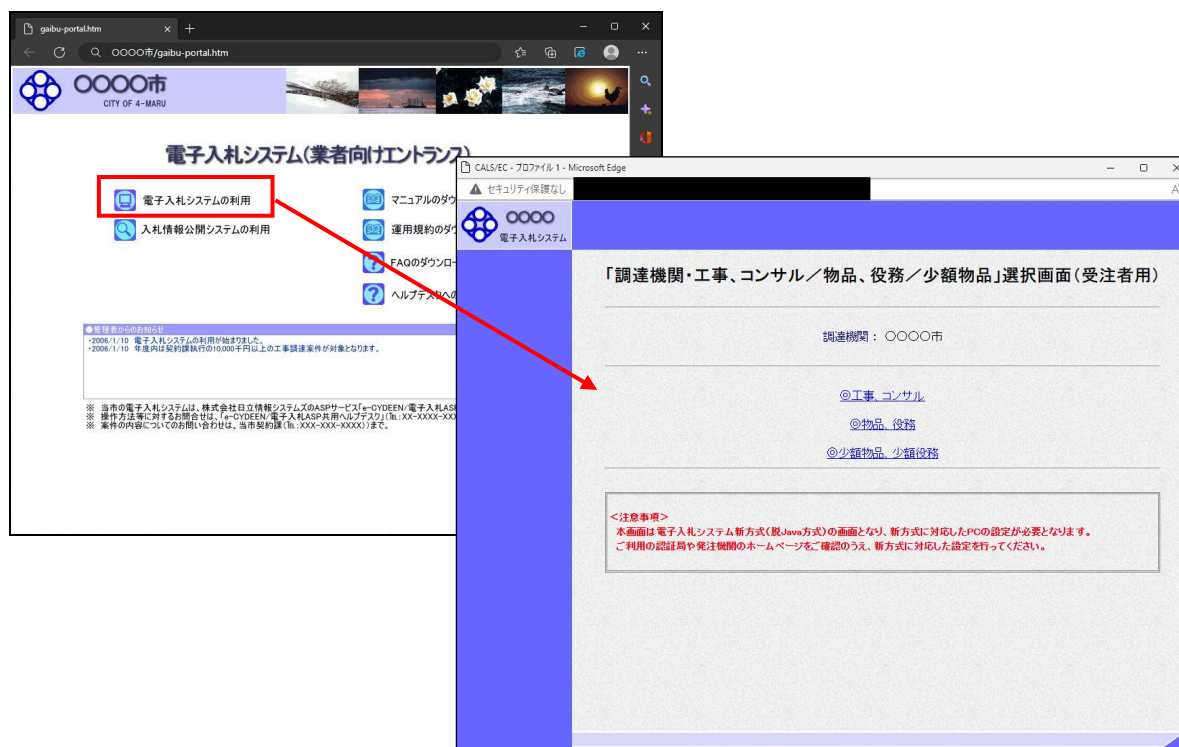 gaibu-portal.htm
〇〇〇〇市/gaibu-portal.htm
〇〇〇〇市
CITY OF 4-MARU
電子入札システム(業者向けエントランス)
電子入札システムの利用
入札情報公開システムの利用
マニュアルのダウ
運用規約のダウ
FAQのダウンロー
ヘルプデスクへの
●管理者からのお知らせ
・2006/1/10 電子入札システムの利用が始まりました。
・2006/1/10 年度内は契約課執行の10,000千円以上の工事調達案件が対象となります。
※ 当市の電子入札システムは、株式会社日立情報システムズのASPサービス「e-CYDEEN/電子入札ASP
※ 操作方法等に対するお問合せは、「e-CYDEEN/電子入札ASP共用ヘルプデスク」(℡:XX-XXXX-XXX
※ 案件の内容についてのお問い合わせは、当市契約課(℡:XXX-XXX-XXXX))まで。
CALS/EC - プロファイル 1 - Microsoft Edge
セキュリティ保護なし
〇〇〇〇
電子入札システム
「調達機関・工事、コンサル／物品、役務／少額物品」選択画面(受注者用)
調達機関： 〇〇〇〇市
◎工事、コンサル
◎物品、役務
◎少額物品、少額役務
＜注意事項＞
本画面は電子入札システム新方式(脱Java方式)の画面となり、新方式に対応したPCの設定が必要となります。
ご利用の認証局や発注機関のホームページをご確認のうえ、新方式に対応した設定を行ってください。